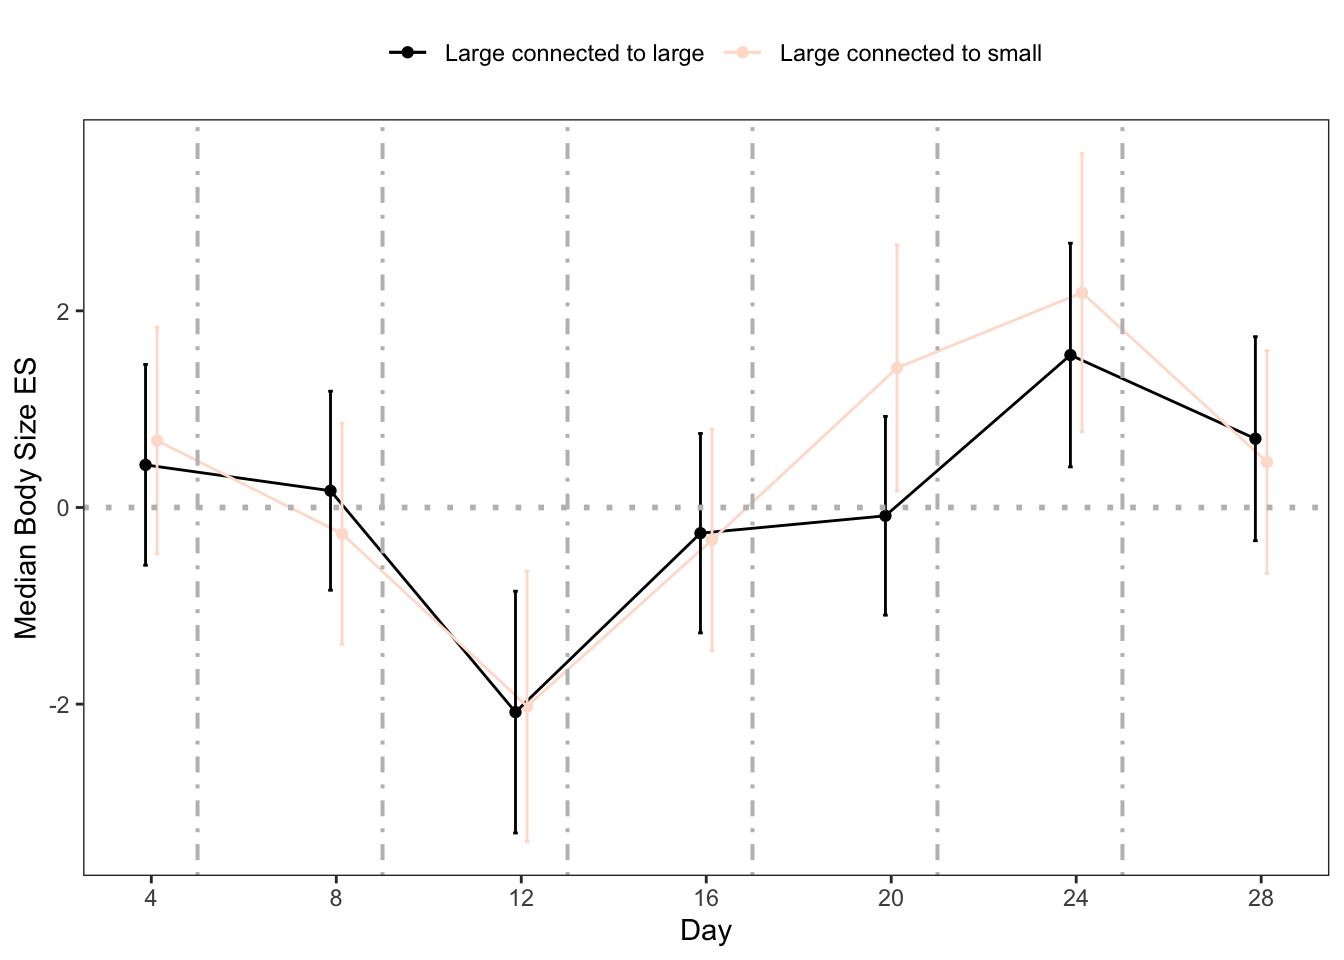 Large connected to large Large connected to small
Median Body Size ES
2
0
-2
4 8 12 16 20 24 28
Day